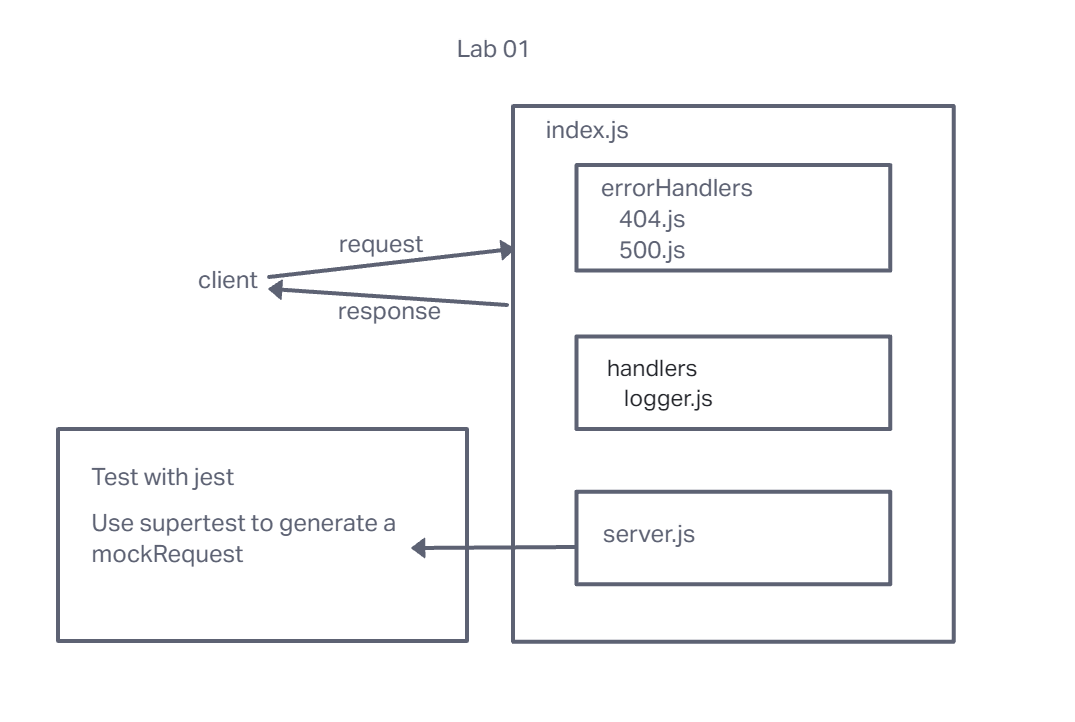 Lab 01
index.js
errorHandlers
404.js
500.js
request
client
response
handlers
logger.js
Test with jest
Use supertest to generate a
mockRequest
server.js